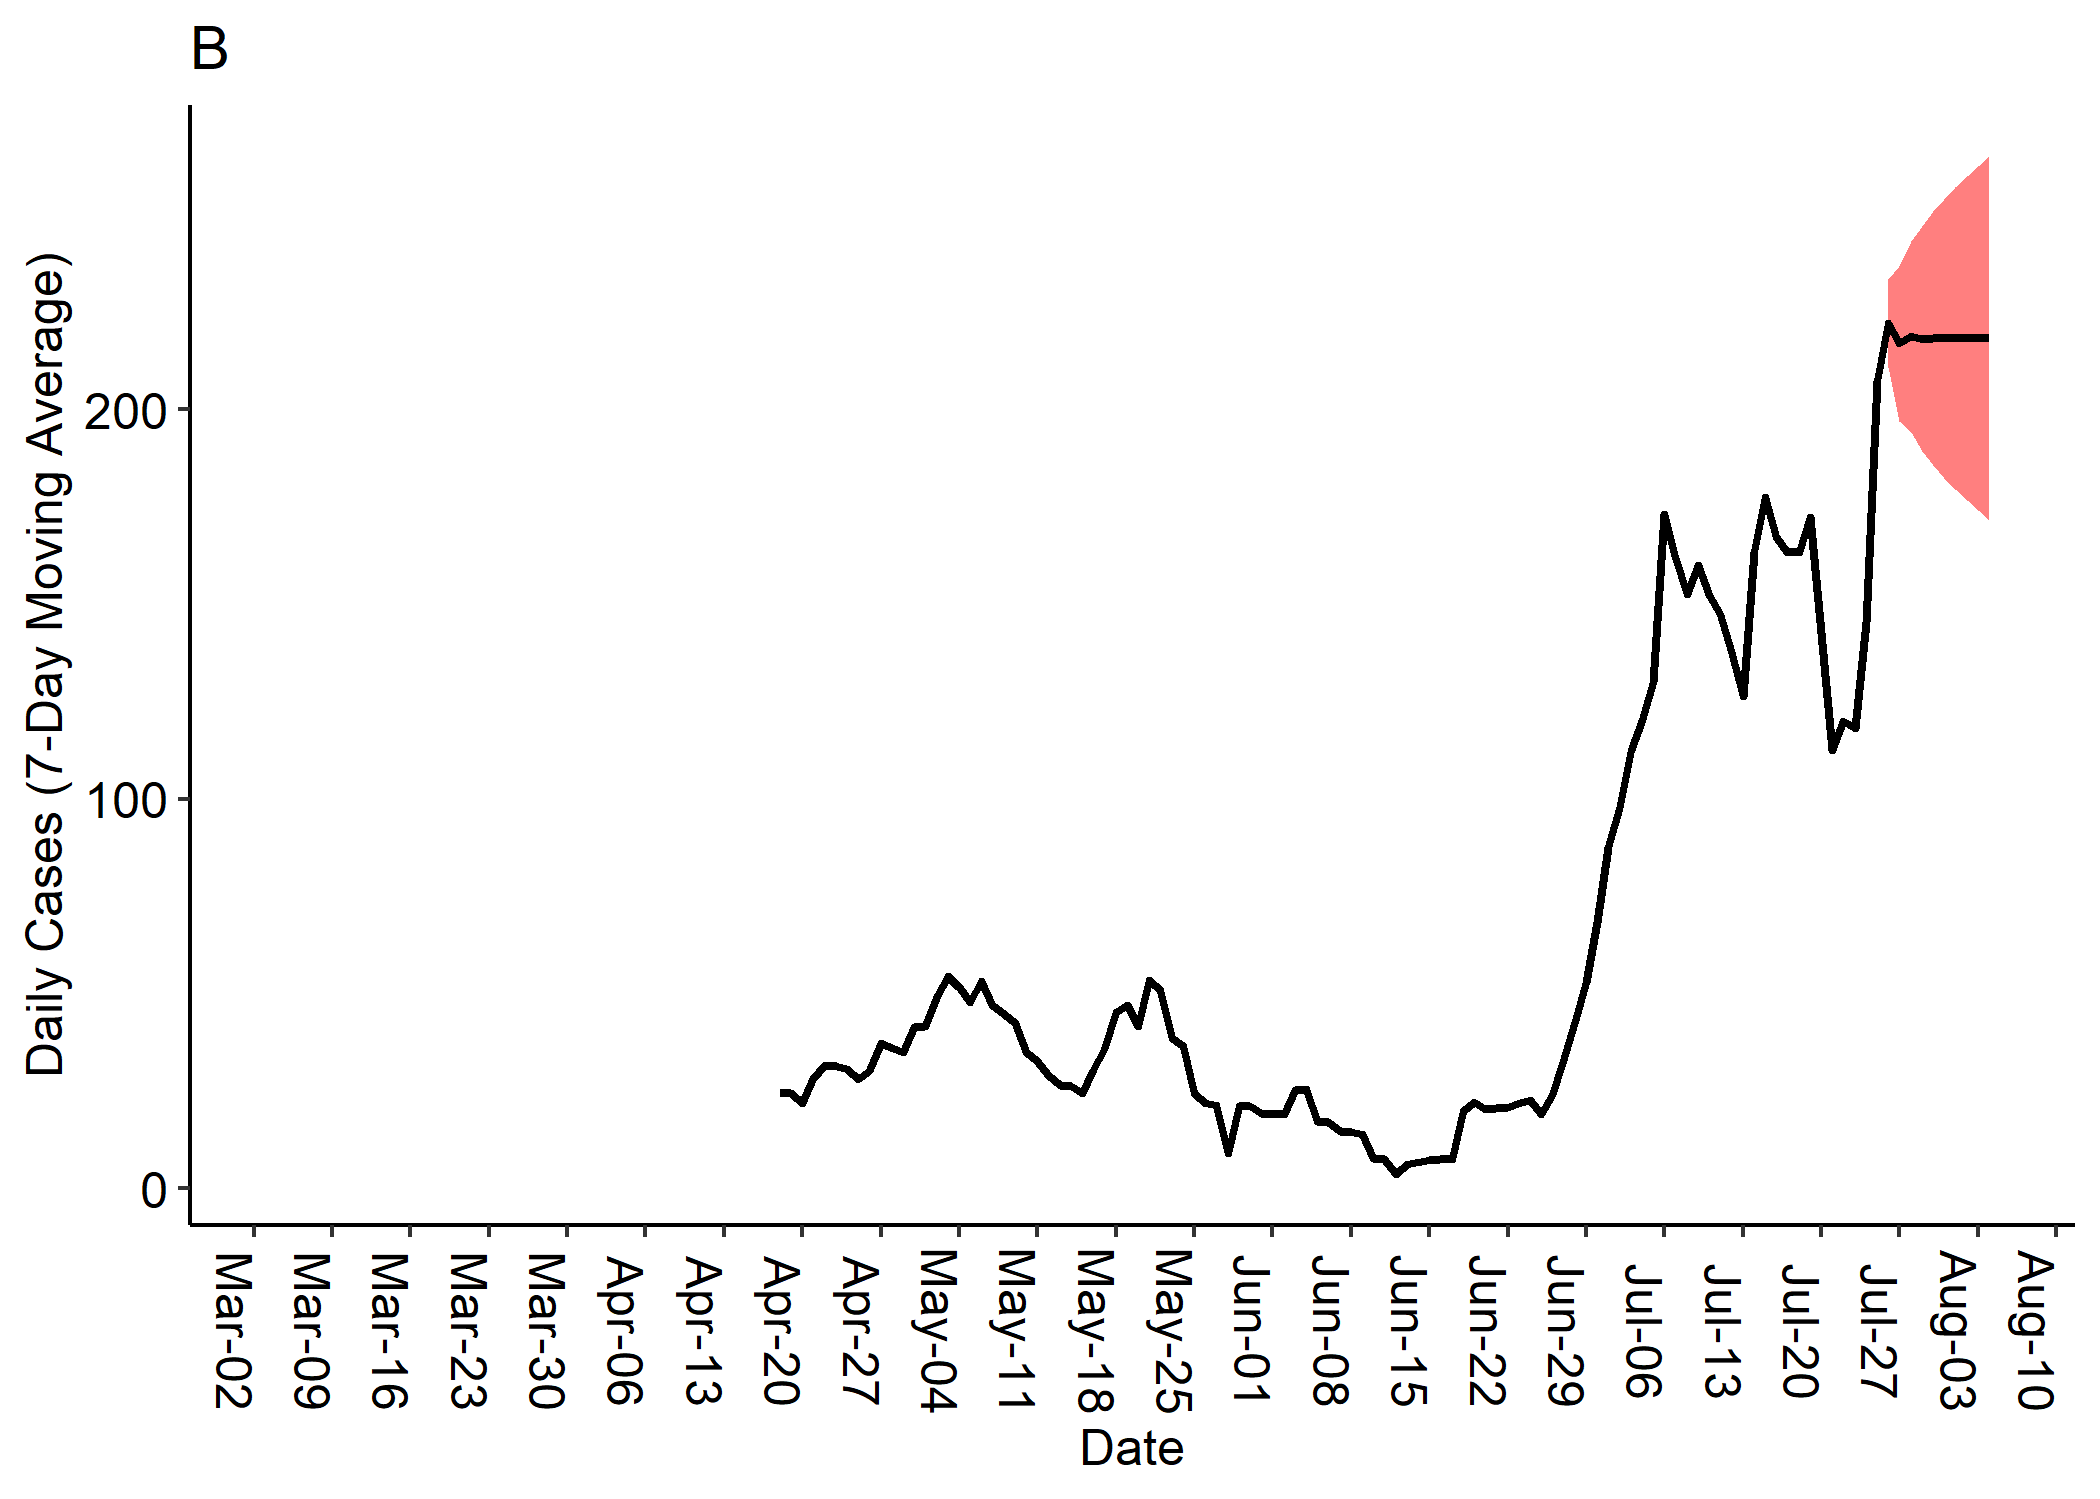 B
Daily Cases (7-Day Moving Average)
200
100
0
Mar-02
Mar-09
Mar-16
Mar-23
Mar-30
Apr-06
Apr-13
Apr-20
Apr-27
May-04
May-11
May-18
May-25
Jun-01
Jun-08
Jun-15
Jun-22
Jun-29
Jul-06
Jul-13
Jul-20
Jul-27
Aug-03
Aug-10
Date